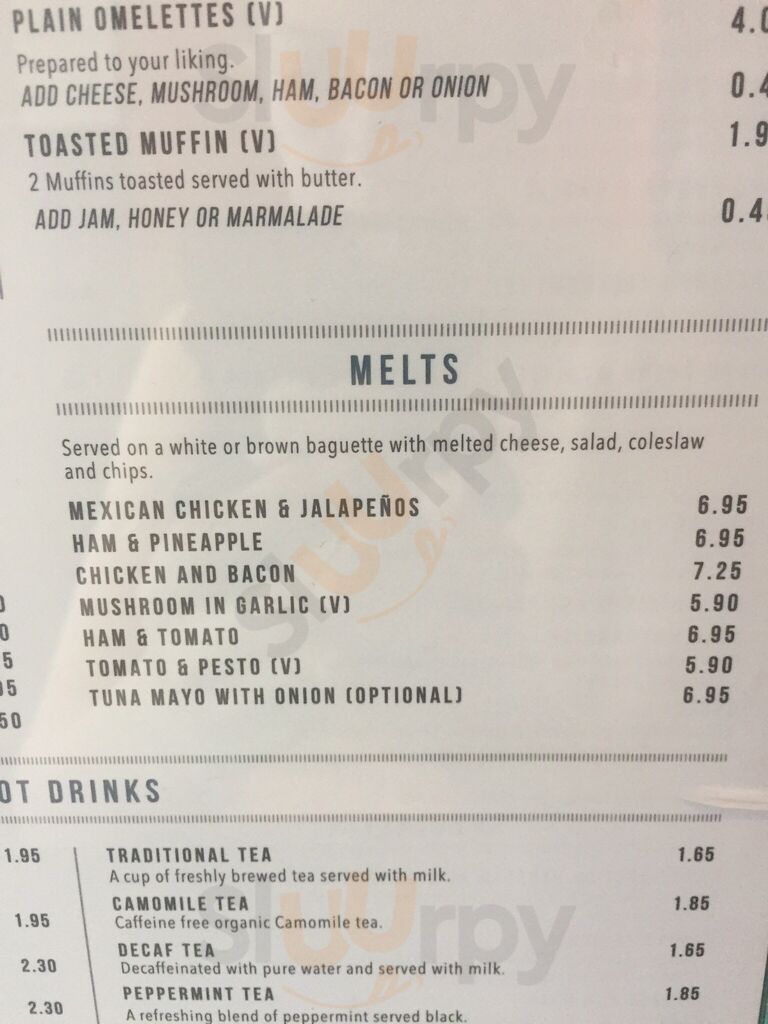 PLAIN OMELETTES (V)
Prepared to your liking.
ADD CHEESE, MUSHROOM, HAM, BACON OR ONION
TOASTED MUFFIN (V)
2 Muffins toasted served with butter.
ADD JAM, HONEY OR MARMALADE
MELTS
Served on a white or brown baguette with melted cheese, salad, coleslaw
and chips.
MEXICAN CHICKEN & JALAPEÑOS 6.95
HAM & PINEAPPLE 6.95
CHICKEN AND BACON 7.25
MUSHROOM IN GARLIC (V) 5.90
HAM & TOMATO 6.95
TOMATO & PESTO (V) 5.90
TUNA MAYO WITH ONION (OPTIONAL) 6.95
OT DRINKS
1.95
1.95
2.30
2.30
TRADITIONAL TEA 1.65
A cup of freshly brewed tea served with milk.
CAMOMILE TEA 1.85
Caffeine free organic Camomile tea.
DECAF TEA 1.65
Decaffeinated with pure water and served with milk.
PEPPERMINT TEA 1.85
A refreshing blend of peppermint served black.
sluurpy
sluurpy
sluurpy